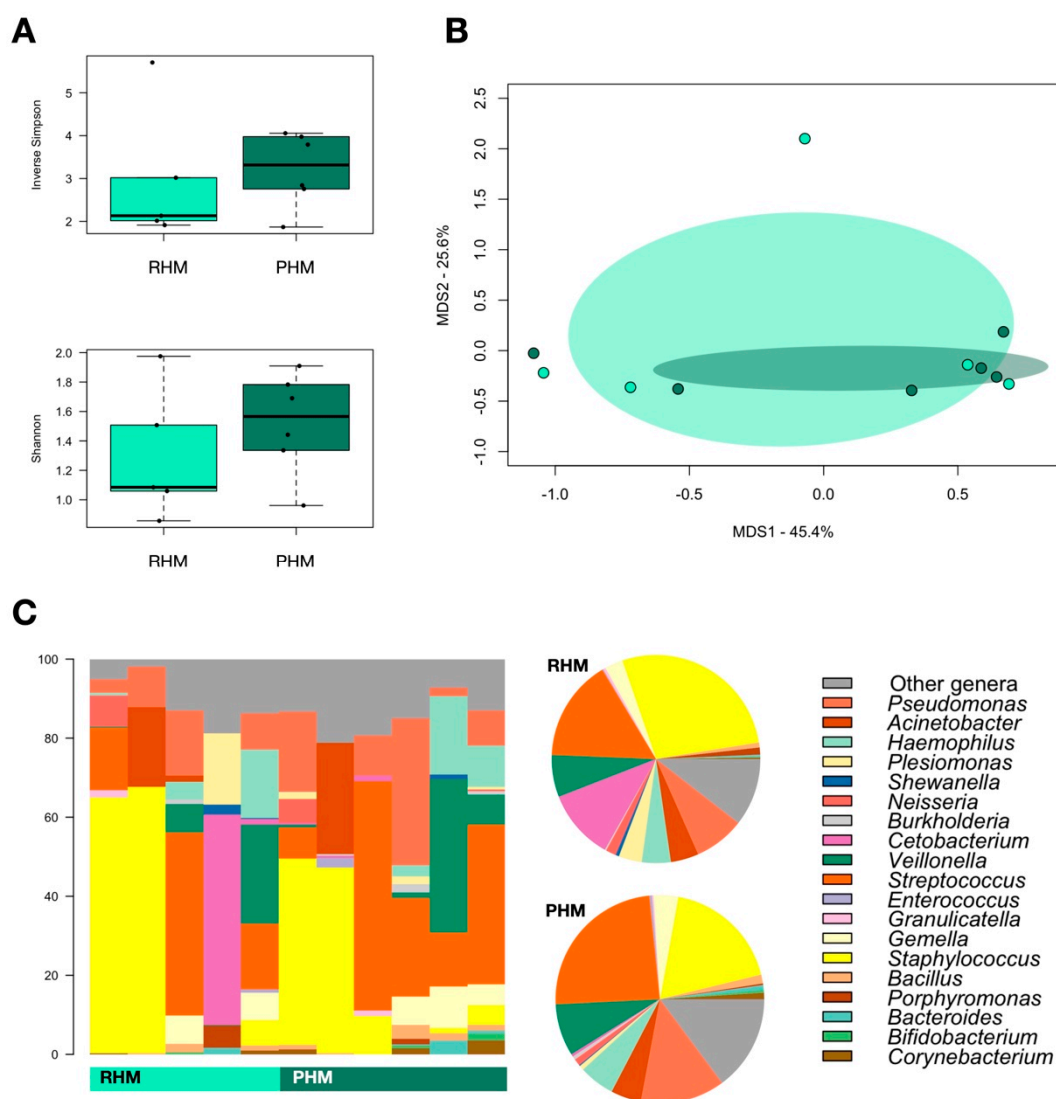 A
Inverse Simpson
5
4
3
2
RHM PHM
Shannon
2.0
1.8
1.6
1.4
1.2
1.0
RHM PHM
B
MDS2 - 25.6%
2.5
2.0
1.5
1.0
0.5
0.0
-0.5
-1.0
-1.0 -0.5 0.0 0.5
MDS1 - 45.4%
C
100
80
60
40
20
0
RHM PHM
RHM
PHM
Other genera
Pseudomonas
Acinetobacter
Haemophilus
Plesiomonas
Shewanella
Neisseria
Burkholderia
Cetobacterium
Veillonella
Streptococcus
Enterococcus
Granulicatella
Gemella
Staphylococcus
Bacillus
Porphyromonas
Bacteroides
Bifidobacterium
Corynebacterium